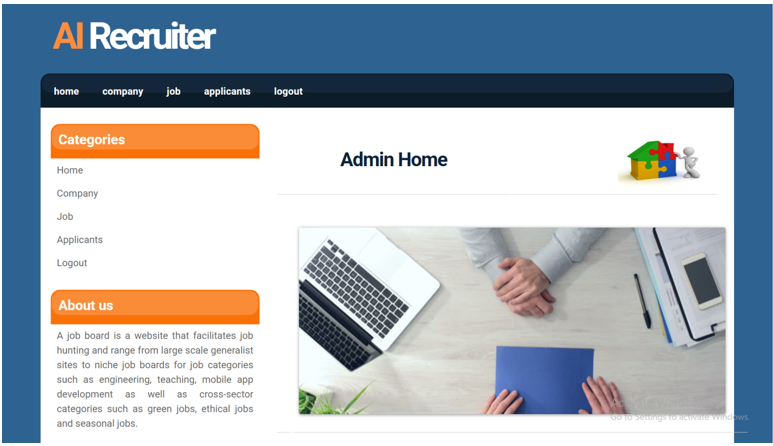 AI Recruiter
home company job applicants logout
Categories
Home
Company
Job
Applicants
Logout
About us
A job board is a website that facilitates job
hunting and range from large scale generalist
sites to niche job boards for job categories
such as engineering, teaching, mobile app
development as well as cross-sector
categories such as green jobs, ethical jobs
and seasonal jobs.
Admin Home
Go to Settings to activate Windows.